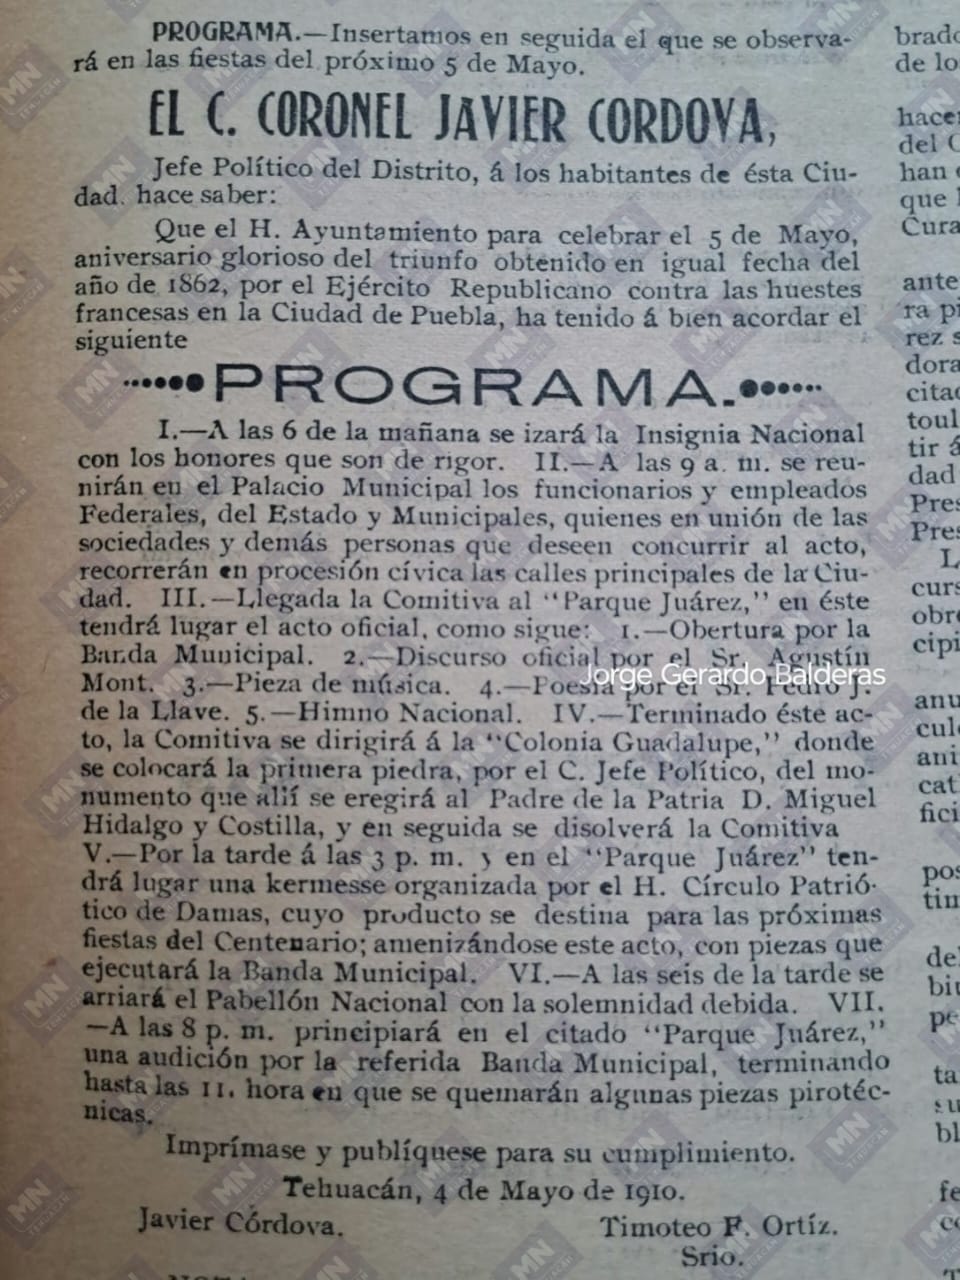 PROGRAMA.—Insertamos en seguida el que se observa-
rá en las fiestas del próximo 5 de Mayo.
EL C. CORONEL JAVIER CORDOVA,
Jefe Político del Distrito, á los habitantes de ésta Ciu-
dad, hace saber:
Que el H. Ayuntamiento para celebrar el 5 de Mayo,
aniversario glorioso del triunfo obtenido en igual fecha del
año de 1862, por el Ejército Republicano contra las huestes
francesas en la Ciudad de Puebla, ha tenido á bien acordar el
siguiente
PROGRAMA.
I.—A las 6 de la mañana se izará la Insignia Nacional
con los honores que son de rigor. II.—A las 9 a. m. se reu-
nirán en el Palacio Municipal los funcionarios y empleados
Federales, del Estado y Municipales, quienes en unión de las
sociedades y demás personas que deseen concurrir al acto,
recorrerán en procesión cívica las calles principales de la Ciu-
dad. III.—Llegada la Comitiva al "Parque Juárez," en éste
tendrá lugar el acto oficial, como sigue: 1.—Obertura por la
Banda Municipal. 2.—Discurso oficial por el Sr. Agustín
Jorge Gerardo Balderas
Mont. 3.—Pieza de música. 4.—Poesía por el Sr. Pedro J.
de la Llave. 5.—Himno Nacional. IV.—Terminado éste ac-
to, la Comitiva se dirigirá á la "Colonia Guadalupe," donde
se colocará la primera piedra, por el C. Jefe Político, del mo-
numento que allí se eregirá al Padre de la Patria D. Miguel
Hidalgo y Costilla, y en seguida se disolverá la Comitiva
V.—Por la tarde á las 3 p. m. y en el "Parque Juárez" ten-
drá lugar una kermesse organizada por el H. Círculo Patrió-
tico de Damas, cuyo producto se destina para las próximas
fiestas del Centenario; amenizándose este acto, con piezas que
ejecutará la Banda Municipal. VI.—A las seis de la tarde se
arriará el Pabellón Nacional con la solemnidad debida. VII.
—A las 8 p. m. principiará en el citado "Parque Juárez,"
una audición por la referida Banda Municipal, terminando
hasta las 11, hora en que se quemarán algunas piezas pirotéc-
nicas.
Imprímase y publíquese para su cumplimiento.
Tehuacán, 4 de Mayo de 1910.
Javier Córdova. Timoteo F. Ortíz.
Srio.